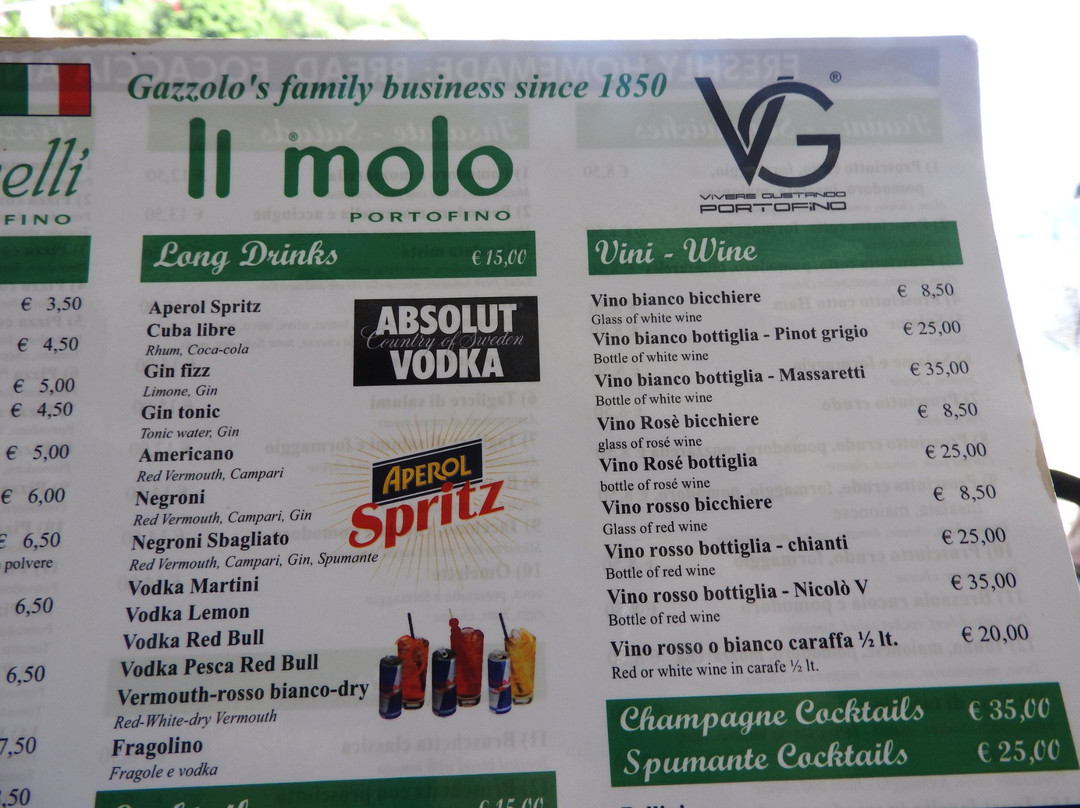 Gazzolo's family business since 1850
elli
OFINO
€ 3,50
€ 4,50
€ 5,00
€ 4,50
€ 5,00
€ 6,00
€ 6,50
polvere
6,50
6,50
7,50
,50
Il molo
PORTOFINO
Long Drinks € 15,00
Aperol Spritz
Cuba libre
Rhum, Coca-cola
Gin fizz
Limone, Gin
Gin tonic
Tonic water, Gin
Americano
Red Vermouth, Campari
Negroni
Red Vermouth, Campari, Gin
Negroni Sbagliato
Red Vermouth, Campari, Gin, Spumante
Vodka Martini
Vodka Lemon
Vodka Red Bull
Vodka Pesca Red Bull
Vermouth-rosso bianco-dry
Red-White-dry Vermouth
Fragolino
Fragole e vodka
€ 15,00
ABSOLUT
Country of Sweden
VODKA
APEROL
Spritz
VG®
VIVERE GUSTANDO
PORTOFINO
Vini - Wine
Vino bianco bicchiere € 8,50
Glass of white wine
Vino bianco bottiglia - Pinot grigio € 25,00
Bottle of white wine
Vino bianco bottiglia - Massaretti € 35,00
Bottle of white wine
Vino Rosè bicchiere € 8,50
glass of rosé wine
Vino Rosé bottiglia € 25,00
bottle of rosé wine
Vino rosso bicchiere € 8,50
Glass of red wine
Vino rosso bottiglia - chianti € 25,00
Bottle of red wine
Vino rosso bottiglia - Nicolò V € 35,00
Bottle of red wine
Vino rosso o bianco caraffa ½ lt. € 20,00
Red or white wine in carafe ½ lt.
Champagne Cocktails € 35,00
Spumante Cocktails € 25,00